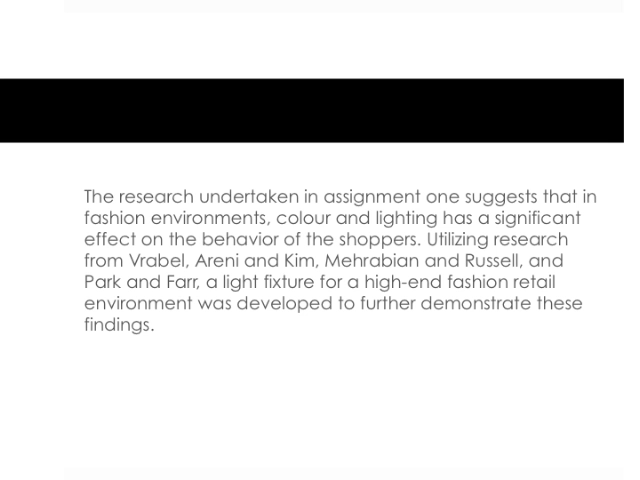 The research undertaken in assignment one suggests that in
fashion environments, colour and lighting has a significant
effect on the behavior of the shoppers. Utilizing research
from Vrabel, Areni and Kim, Mehrabian and Russell, and
Park and Farr, a light fixture for a high-end fashion retail
environment was developed to further demonstrate these
findings.